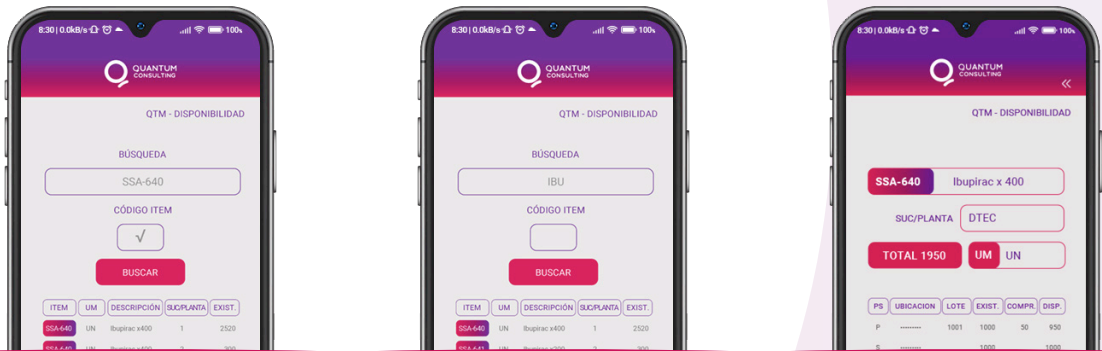 8:30 | 0.0kB/s
100%
QUANTUM
CONSULTING
QTM - DISPONIBILIDAD
BÚSQUEDA
SSA-640
CÓDIGO ITEM
√
BUSCAR
ITEM UM DESCRIPCIÓN SUC/PLANTA EXIST.
SSA-640 UN Ibupirac x400 1 2520
8:30 | 0.0kB/s
100%
QUANTUM
CONSULTING
QTM - DISPONIBILIDAD
BÚSQUEDA
IBU
CÓDIGO ITEM
BUSCAR
ITEM UM DESCRIPCIÓN SUC/PLANTA EXIST.
SSA-640 UN Ibupirac x400 1 2520
8:30 | 0.0kB/s
100%
QUANTUM
CONSULTING
«
QTM - DISPONIBILIDAD
SSA-640 Ibupirac x 400
SUC/PLANTA DTEC
TOTAL 1950 UM UN
PS UBICACION LOTE EXIST. COMPR. DISP.
P ......... 1001 1000 50 950
S ......... 1000 1000